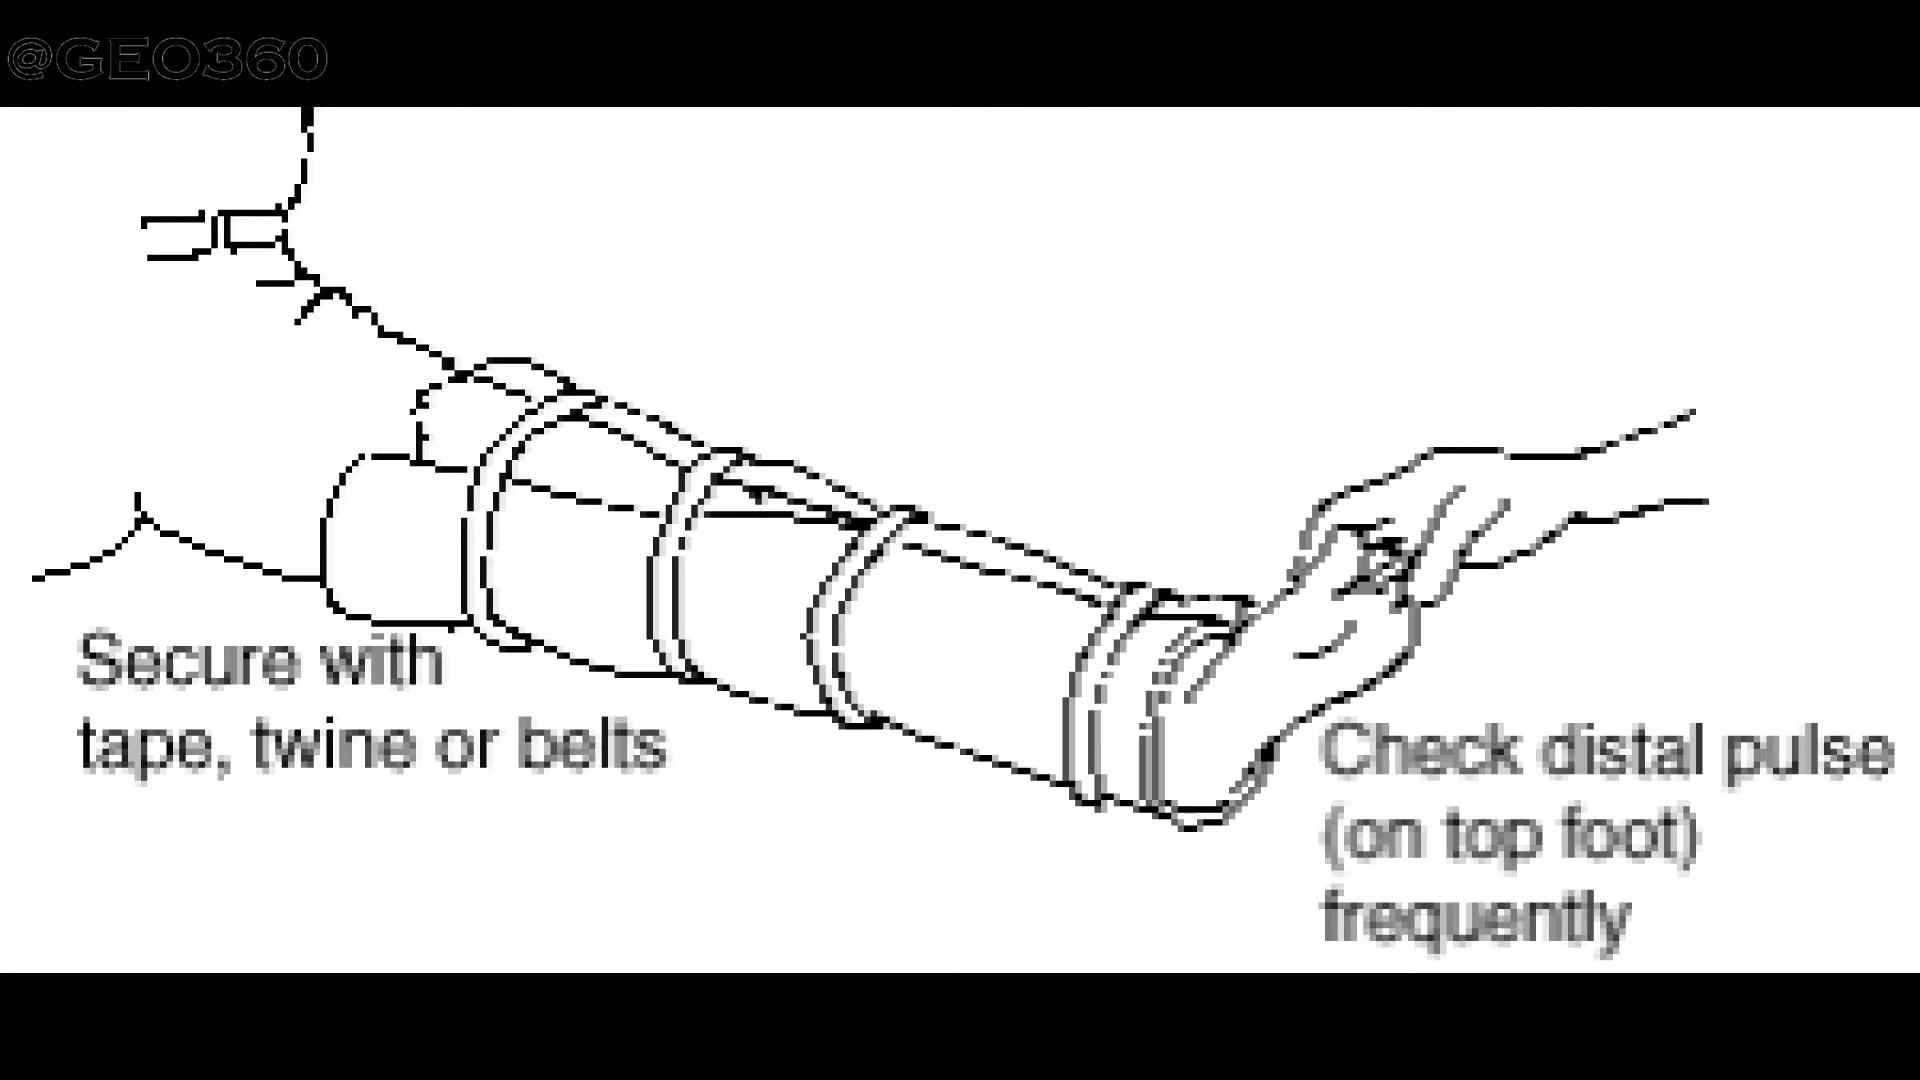 @GEO360
Secure with
tape, twine or belts
Check distal pulse
(on top foot)
frequently